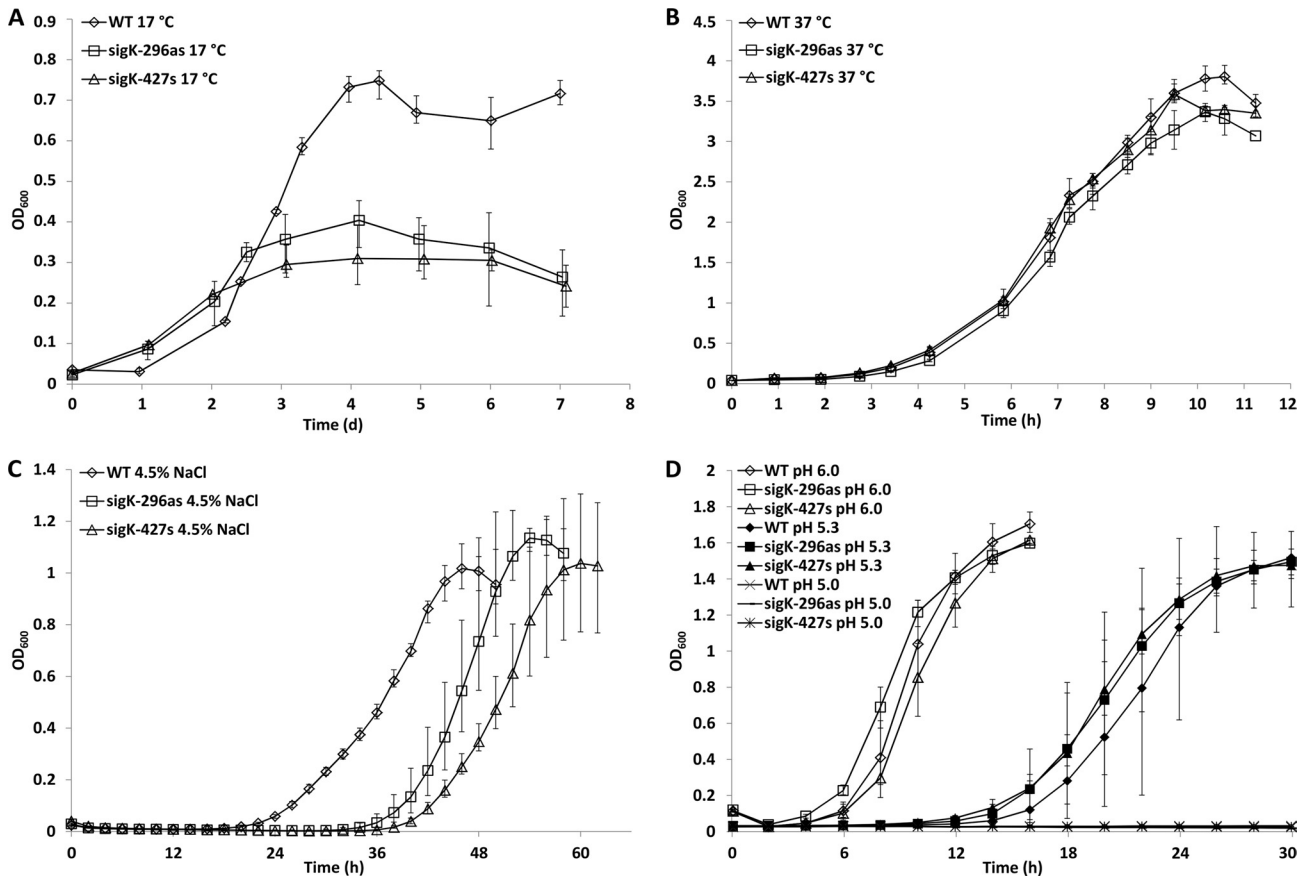 A
WT 17 °C
sigK-296as 17 °C
sigK-427s 17 °C
OD600
0.9
0.8
0.7
0.6
0.5
0.4
0.3
0.2
0.1
0
0 1 2 3 4 5 6 7 8
Time (d)
B
WT 37 °C
sigK-296as 37 °C
sigK-427s 37 °C
OD600
4.5
4
3.5
3
2.5
2
1.5
1
0.5
0
0 1 2 3 4 5 6 7 8 9 10 11 12
Time (h)
C
WT 4.5% NaCl
sigK-296as 4.5% NaCl
sigK-427s 4.5% NaCl
OD600
1.4
1.2
1
0.8
0.6
0.4
0.2
0
0 12 24 36 48 60
Time (h)
D
WT pH 6.0
sigK-296as pH 6.0
sigK-427s pH 6.0
WT pH 5.3
sigK-296as pH 5.3
sigK-427s pH 5.3
WT pH 5.0
sigK-296as pH 5.0
sigK-427s pH 5.0
OD600
2
1.8
1.6
1.4
1.2
1
0.8
0.6
0.4
0.2
0
0 6 12 18 24 30
Time (h)